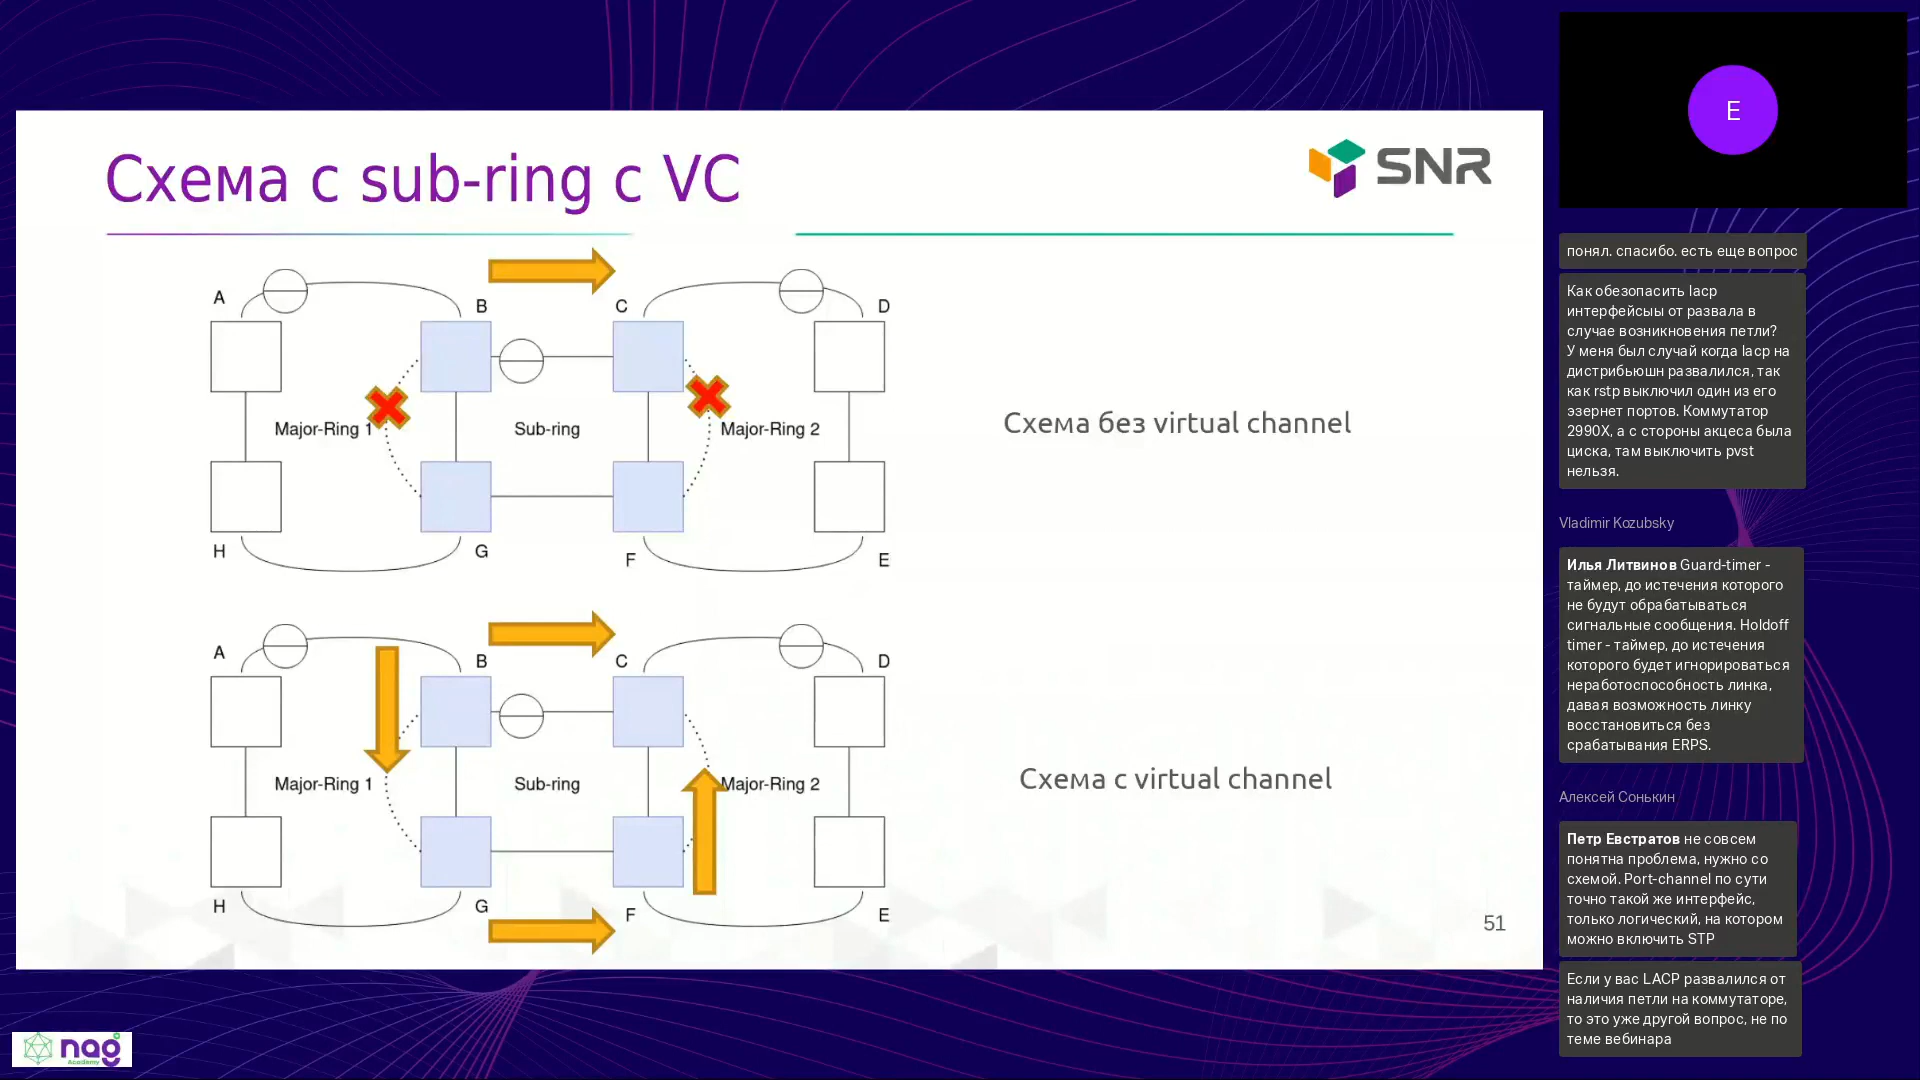 Схема с sub-ring с VC
SNR
A
B
C
D
Major-Ring 1
Sub-ring
Major-Ring 2
H
G
F
E
Схема без virtual channel
A
B
C
D
Major-Ring 1
Sub-ring
Major-Ring 2
H
G
F
E
Схема с virtual channel
51
nag
Academy
E
понял. спасибо. есть еще вопрос
Как обезопасить lacp
интерфейсыы от развала в
случае возникновения петли?
У меня был случай когда lacp на
дистрибьюшн развалился, так
как rstp выключил один из его
эзернет портов. Коммутатор
2990X, а с стороны акцеса была
циска, там выключить pvst
нельзя.
Vladimir Kozubsky
Илья Литвинов Guard-timer -
таймер, до истечения которого
не будут обрабатываться
сигнальные сообщения. Holdoff
timer - таймер, до истечения
которого будет игнорироваться
неработоспособность линка,
давая возможность линку
восстановиться без
срабатывания ERPS.
Алексей Сонькин
Петр Евстратов не совсем
понятна проблема, нужно со
схемой. Port-channel по сути
точно такой же интерфейс,
только логический, на котором
можно включить STP
Если у вас LACP развалился от
наличия петли на коммутаторе,
то это уже другой вопрос, не по
теме вебинара